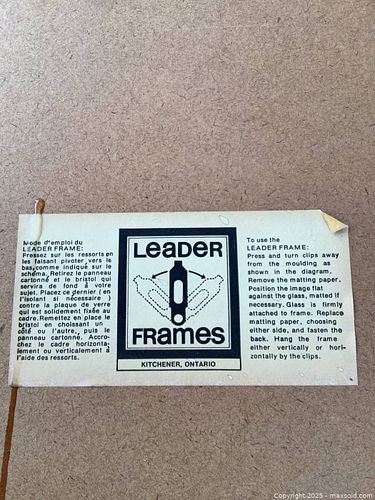 Mode d'emploi du
LEADER FRAME:
Pressez sur les ressorts en
les faisant pivoter vers le
bas comme indiqué sur le
schéma. Retirez le panneau
cartonné et le bristol qui
servira de fond à votre
sujet. Placez ce dernier (en
l'isolant si nécessaire)
contre la plaque de verre
qui est solidement fixée au
cadre. Remettez en place le
bristol en choisissant un
côté ou l'autre, puis le
panneau cartonné. Accro-
chez le cadre horizonta-
lement ou verticalement à
l'aide des ressorts.
LEADER
FRAMES
KITCHENER, ONTARIO
To use the
LEADER FRAME:
Press and turn clips away
from the moulding as
shown in the diagram.
Remove the matting paper.
Position the image flat
against the glass, matted if
necessary. Glass is firmly
attached to frame. Replace
matting paper, choosing
either side, and fasten the
back. Hang the frame
either vertically or hori-
zontally by the clips.
Copyright 2025 - maxsold.com